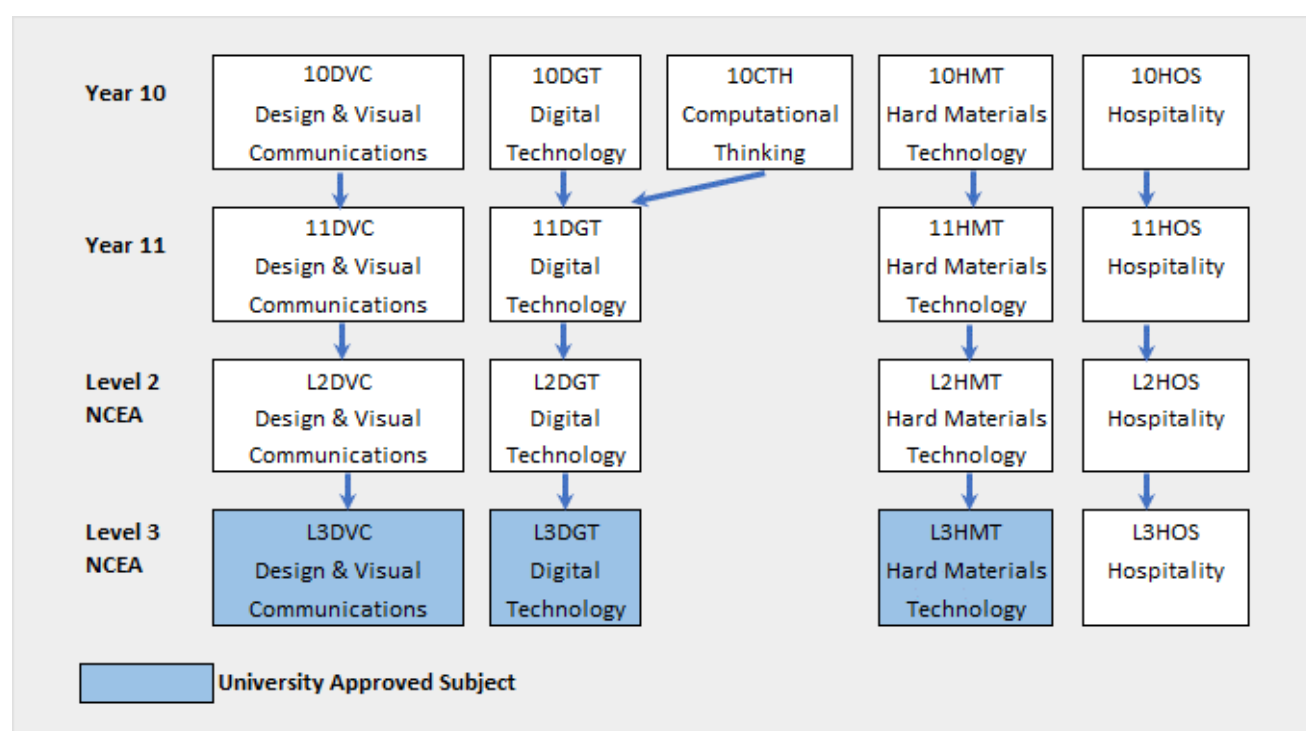 Year 10
10DVC
Design & Visual
Communications
10DGT
Digital
Technology
10CTH
Computational
Thinking
10HMT
Hard Materials
Technology
10HOS
Hospitality
Year 11
11DVC
Design & Visual
Communications
11DGT
Digital
Technology
11HMT
Hard Materials
Technology
11HOS
Hospitality
Level 2
NCEA
L2DVC
Design & Visual
Communications
L2DGT
Digital
Technology
L2HMT
Hard Materials
Technology
L2HOS
Hospitality
Level 3
NCEA
L3DVC
Design & Visual
Communications
L3DGT
Digital
Technology
L3HMT
Hard Materials
Technology
L3HOS
Hospitality
University Approved Subject